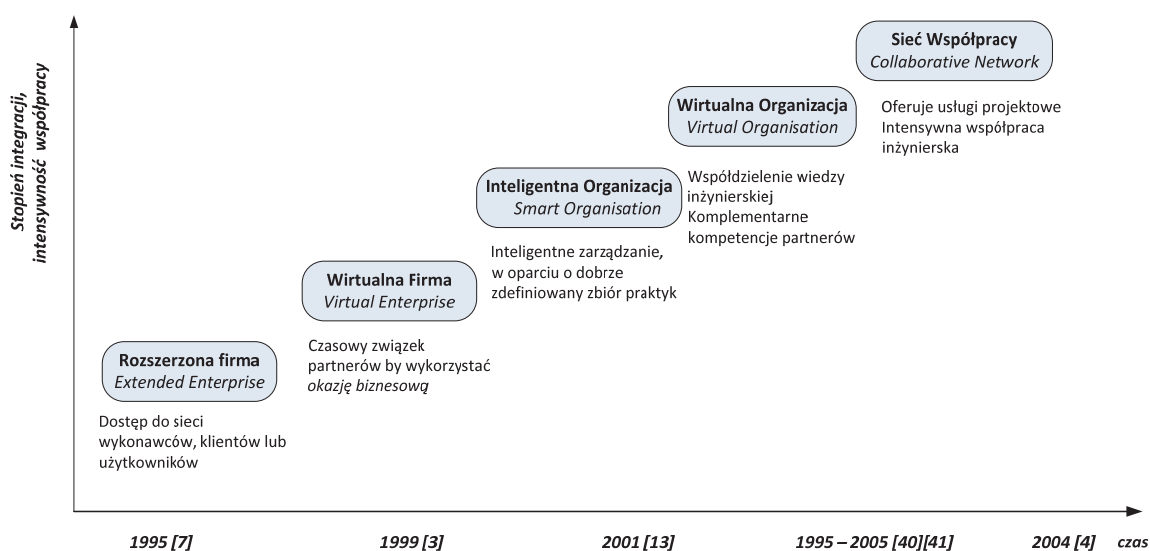 Stopień integracji,
intensywność współpracy
Sieć Współpracy
Collaborative Network
Oferuje usługi projektowe
Intensywna współpraca
inżynierska
Wirtualna Organizacja
Virtual Organisation
Współdzielenie wiedzy
inżynierskiej
Komplementarne
kompetencje partnerów
Inteligentna Organizacja
Smart Organisation
Inteligentne zarządzanie,
w oparciu o dobrze
zdefiniowany zbiór praktyk
Wirtualna Firma
Virtual Enterprise
Czasowy związek
partnerów by wykorzystać
okazję biznesową
Rozszerzona firma
Extended Enterprise
Dostęp do sieci
wykonawców, klientów lub
użytkowników
1995 [7] 1999 [3] 2001 [13] 1995 – 2005 [40][41] 2004 [4] czas